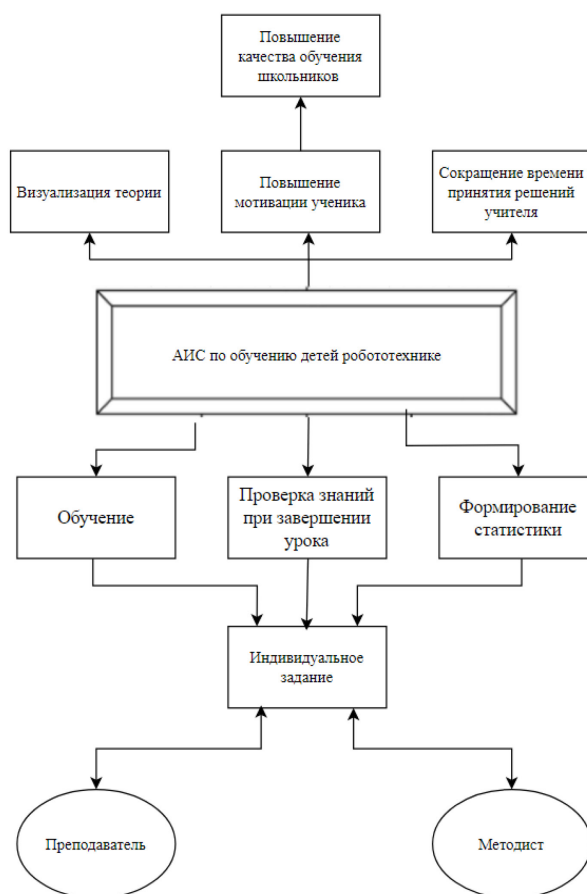 Повышение
качества обучения
школьников
Визуализация теории
Повышение
мотивации ученика
Сокращение времени
принятия решений
учителя
АИС по обучению детей робототехнике
Обучение
Проверка знаний
при завершении
урока
Формирование
статистики
Индивидуальное
задание
Преподаватель
Методист